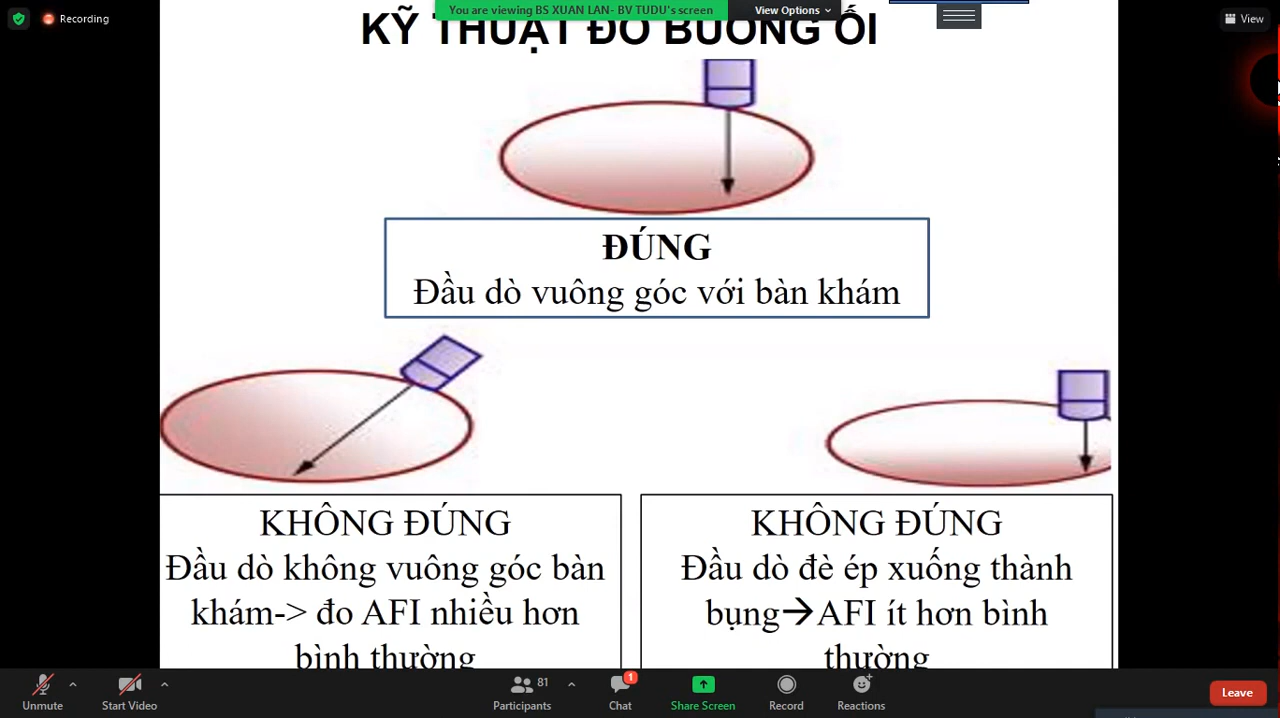 You are viewing BS XUAN LAN- BV TUDU's screen
View Options
Recording
View
KỸ THUẬT ĐO BUỒNG ỐI
ĐÚNG
Đầu dò vuông góc với bàn khám
KHÔNG ĐÚNG
Đầu dò không vuông góc bàn
khám-> đo AFI nhiều hơn
bình thường
KHÔNG ĐÚNG
Đầu dò đè ép xuống thành
bụng→AFI ít hơn bình
thường
81
1
Unmute
Start Video
Participants
Chat
Share Screen
Record
Reactions
Leave